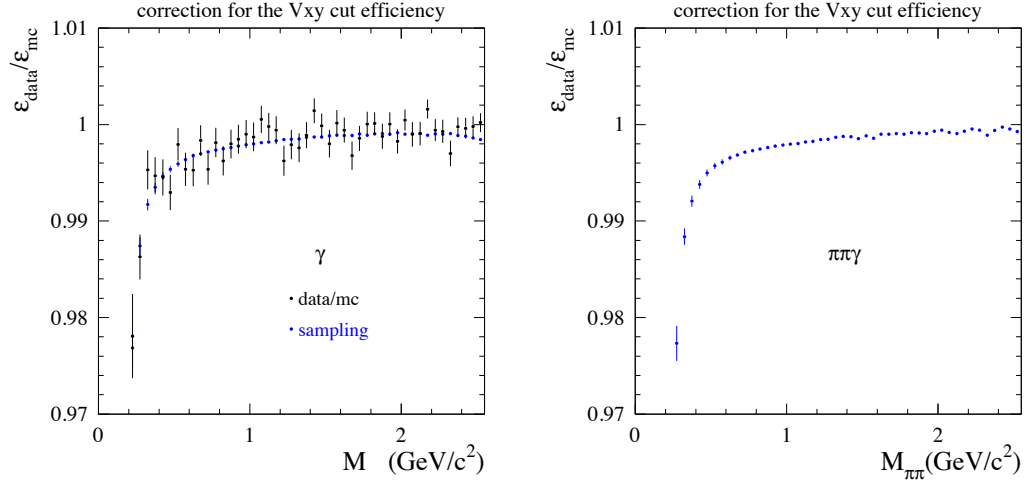 correction for the Vxy cut efficiency
ε_data/ε_mc
1.01
1
0.99
0.98
0.97
γ
data/mc
sampling
0 1 2
M (GeV/c²)
correction for the Vxy cut efficiency
ε_data/ε_mc
1.01
1
0.99
0.98
0.97
ππγ
0 1 2
M_ππ(GeV/c²)